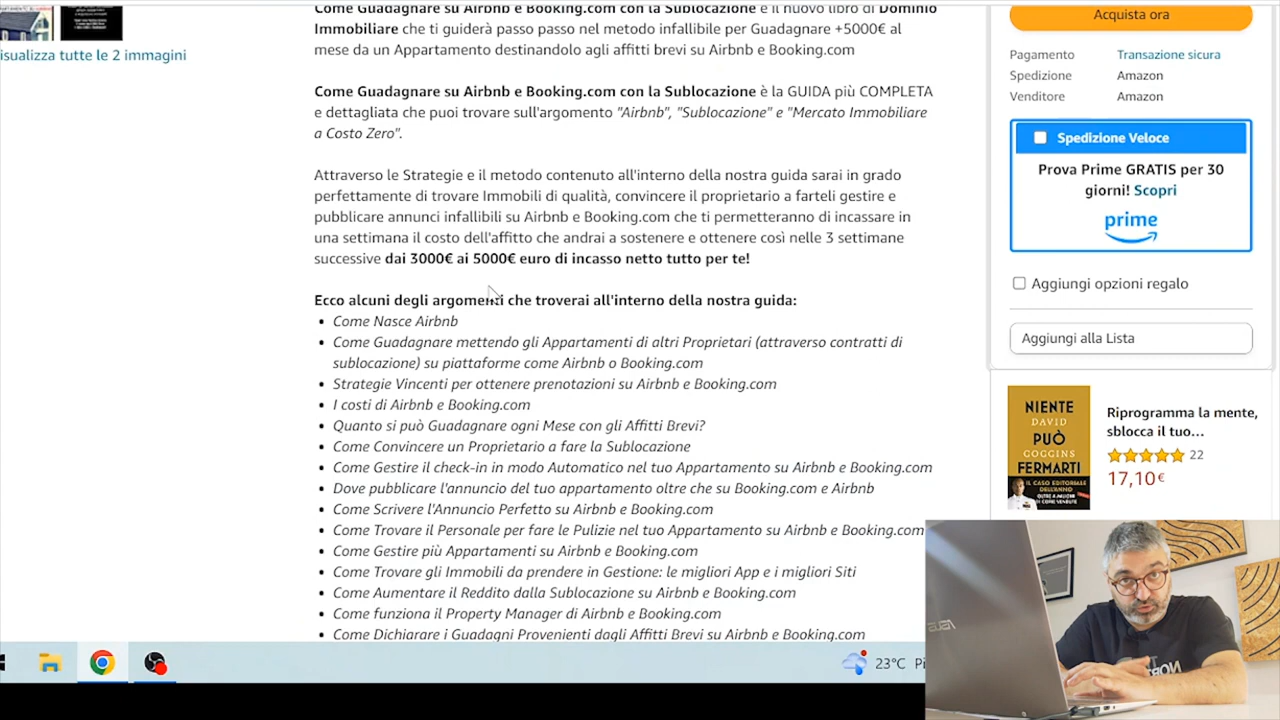 Come Guadagnare su Airbnb e Booking.com con la Sublocazione è il nuovo libro di Dominio
Immobiliare che ti guiderà passo passo nel metodo infallibile per Guadagnare +5000€ al
mese da un Appartamento destinandolo agli affitti brevi su Airbnb e Booking.com
isualizza tutte le 2 immagini
Come Guadagnare su Airbnb e Booking.com con la Sublocazione è la GUIDA più COMPLETA
e dettagliata che puoi trovare sull'argomento "Airbnb", "Sublocazione" e "Mercato Immobiliare
a Costo Zero".
Attraverso le Strategie e il metodo contenuto all'interno della nostra guida sarai in grado
perfettamente di trovare Immobili di qualità, convincere il proprietario a farteli gestire e
pubblicare annunci infallibili su Airbnb e Booking.com che ti permetteranno di incassare in
una settimana il costo dell'affitto che andrai a sostenere e ottenere così nelle 3 settimane
successive dai 3000€ ai 5000€ euro di incasso netto tutto per te!
Ecco alcuni degli argomenti che troverai all'interno della nostra guida:
• Come Nasce Airbnb
• Come Guadagnare mettendo gli Appartamenti di altri Proprietari (attraverso contratti di
sublocazione) su piattaforme come Airbnb o Booking.com
• Strategie Vincenti per ottenere prenotazioni su Airbnb e Booking.com
• I costi di Airbnb e Booking.com
• Quanto si può Guadagnare ogni Mese con gli Affitti Brevi?
• Come Convincere un Proprietario a fare la Sublocazione
• Come Gestire il check-in in modo Automatico nel tuo Appartamento su Airbnb e Booking.com
• Dove pubblicare l'annuncio del tuo appartamento oltre che su Booking.com e Airbnb
• Come Scrivere l'Annuncio Perfetto su Airbnb e Booking.com
• Come Trovare il Personale per fare le Pulizie nel tuo Appartamento su Airbnb e Booking.com
• Come Gestire più Appartamenti su Airbnb e Booking.com
• Come Trovare gli Immobili da prendere in Gestione: le migliori App e i migliori Siti
• Come Aumentare il Reddito dalla Sublocazione su Airbnb e Booking.com
• Come funziona il Property Manager di Airbnb e Booking.com
• Come Dichiarare i Guadagni Provenienti dagli Affitti Brevi su Airbnb e Booking.com
Acquista ora
Pagamento Transazione sicura
Spedizione Amazon
Venditore Amazon
Spedizione Veloce
Prova Prime GRATIS per 30
giorni! Scopri
prime
Aggiungi opzioni regalo
Aggiungi alla Lista
NIENTE
DAVID
PUÒ
GOGGINS
FERMARTI
IL CASO EDITORIALE
DELL'ANNO
Riprogramma la mente,
sblocca il tuo...
22
17,10€
23°C Pi
ASUS